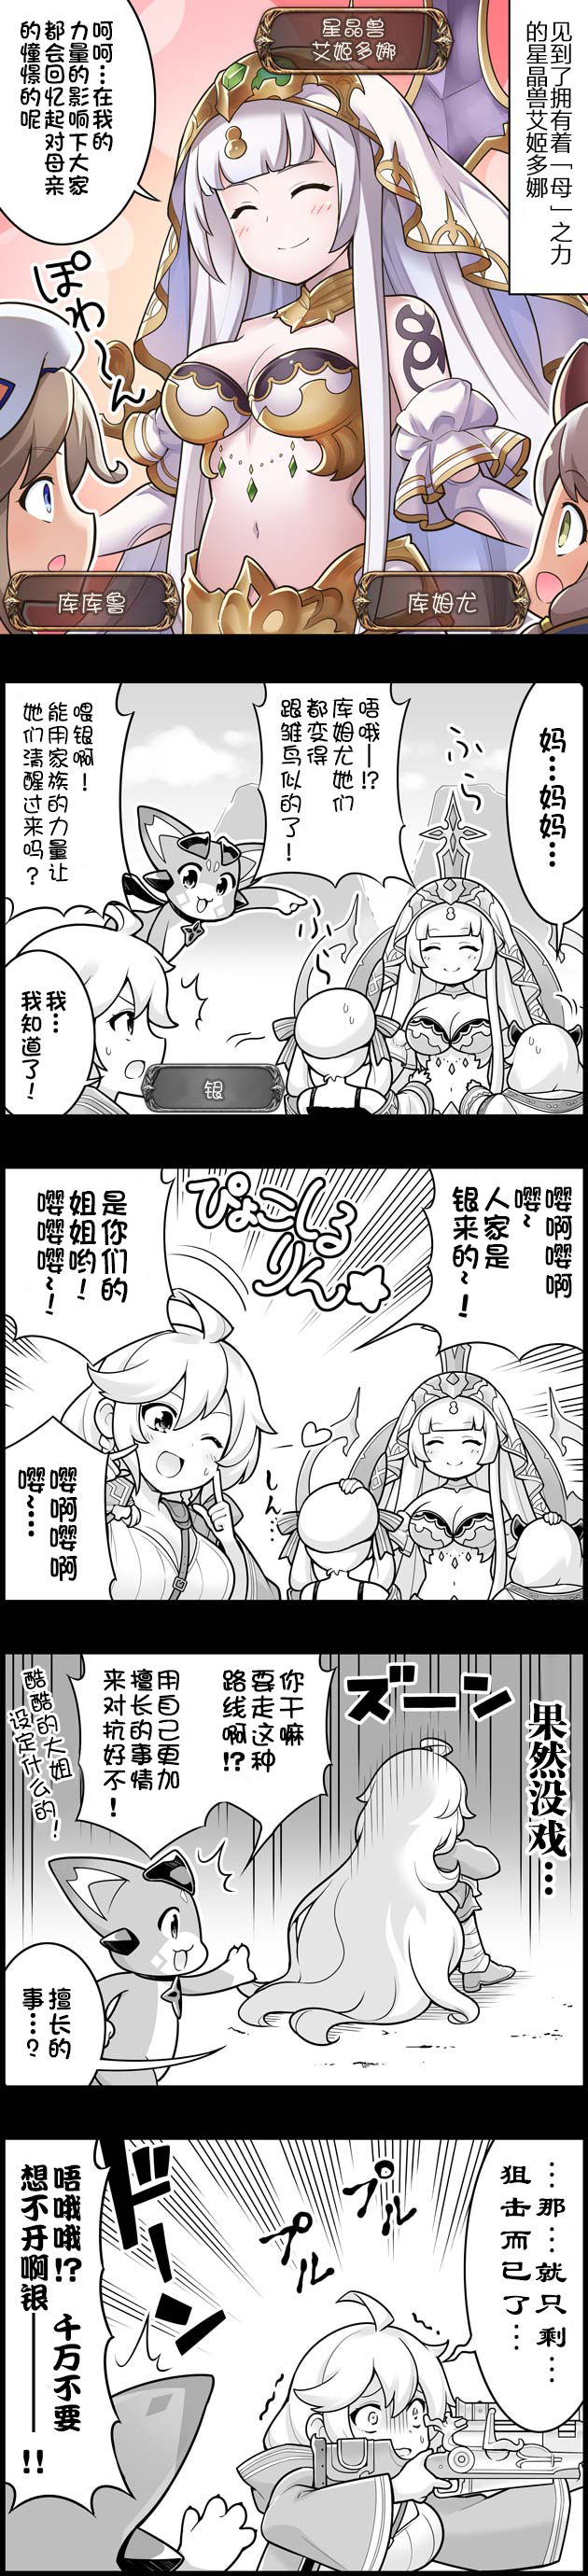 见到了拥有着「母」之力
的星晶兽艾姬多娜
星晶兽
艾姬多娜
呵呵…在我的
力量的影响下大家
都会回忆起对母亲
的憧憬的呢
ぽわ～ん
库库鲁
库姆尤
妈…妈妈…
ふら
唔哦—!?
库姆尤她们
都变得
跟雏鸟似的了！
喂银啊！
能用家族的力量让
她们清醒过来吗？
ふら
我…
我知道了！
银
嘤啊嘤啊
嘤~
人家是
银来的~！
ぴょこしる
りん☆
是你们的
姐姐哟！
嘤嘤嘤~！
嘤啊嘤啊
嘤~…
しん…
果然没戏…
ズーン
你干嘛
要走这种
路线啊!?
用自己更加
擅长的事情
来对抗好不！
酷酷的大姐
设定什么的！
擅长的
事…?
…那…就只剩…
狙击而已了…
プル
プル
ドドン
唔哦哦!? 千万不要
想不开啊银——!!